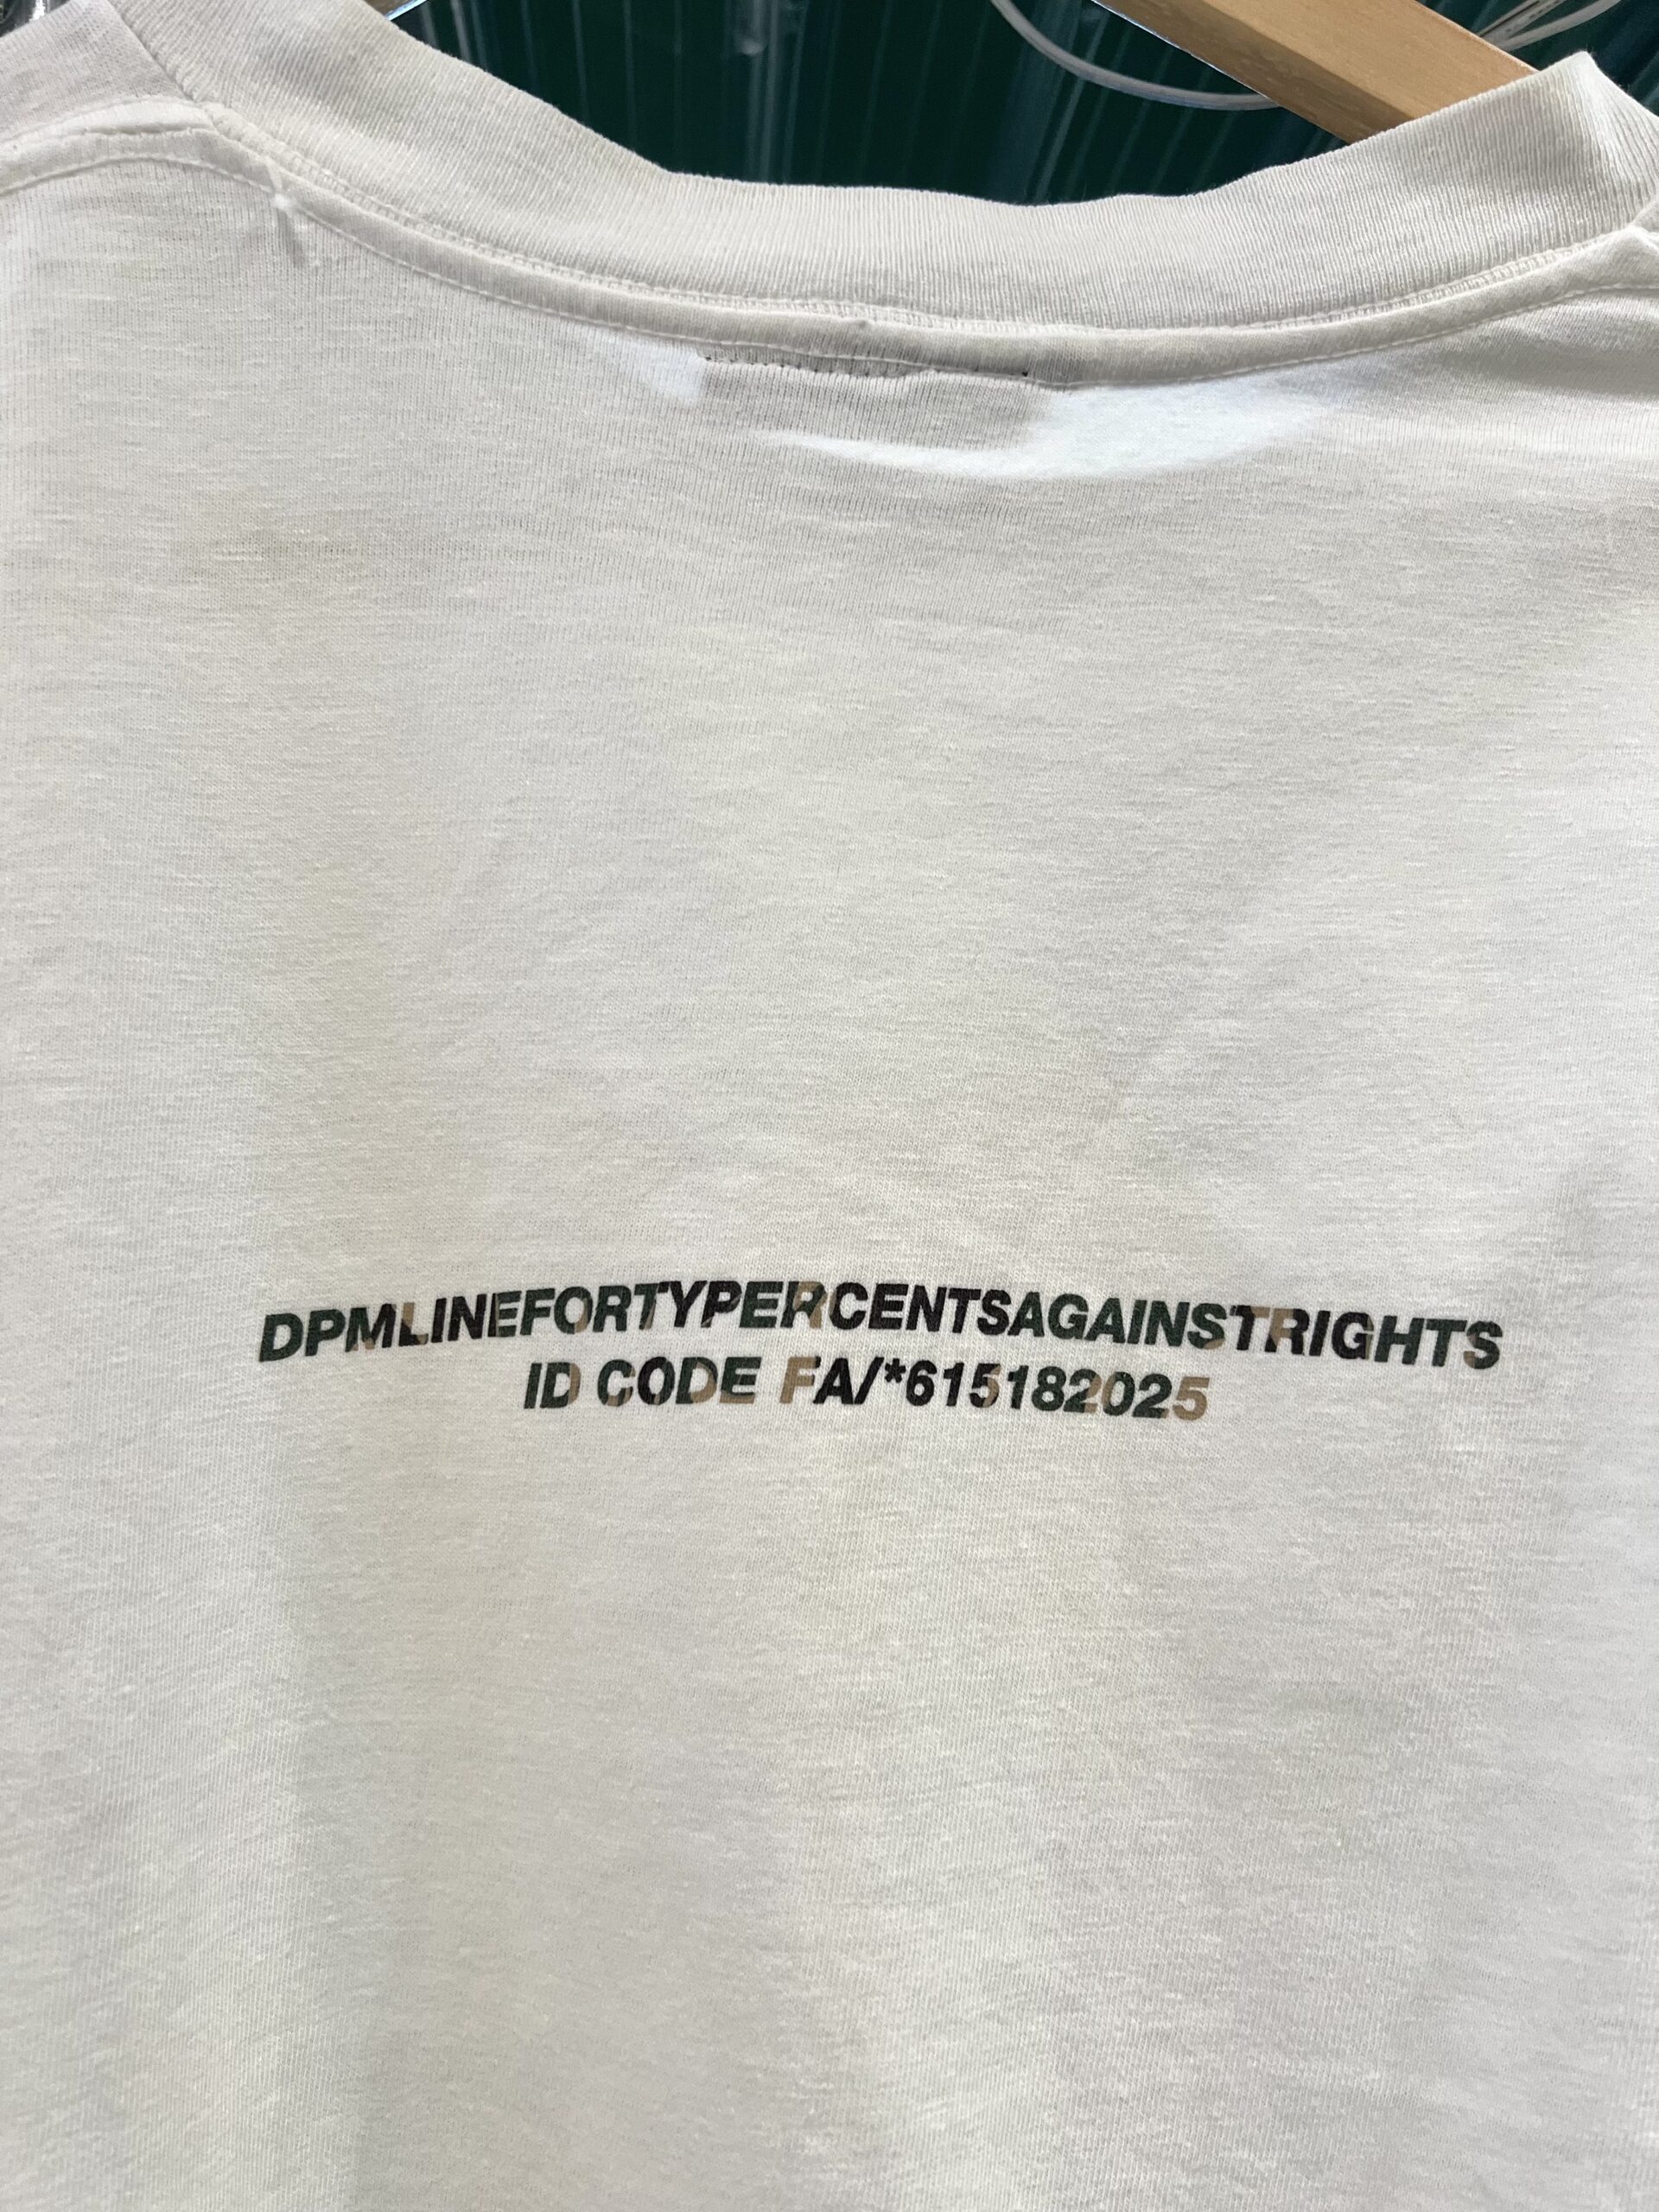 DPMLINEFORTYPERCENTSAGAINSTRIGHTS
ID CODE FA/*615182025